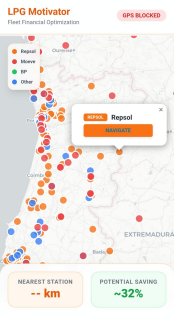 LPG Motivator
Fleet Financial Optimization
GPS BLOCKED
Repsol
Moeve
BP
Other
REPSOL Repsol
×
NAVIGATE
EXTREMADURA
NEAREST STATION
-- km
POTENTIAL SAVING
~32%